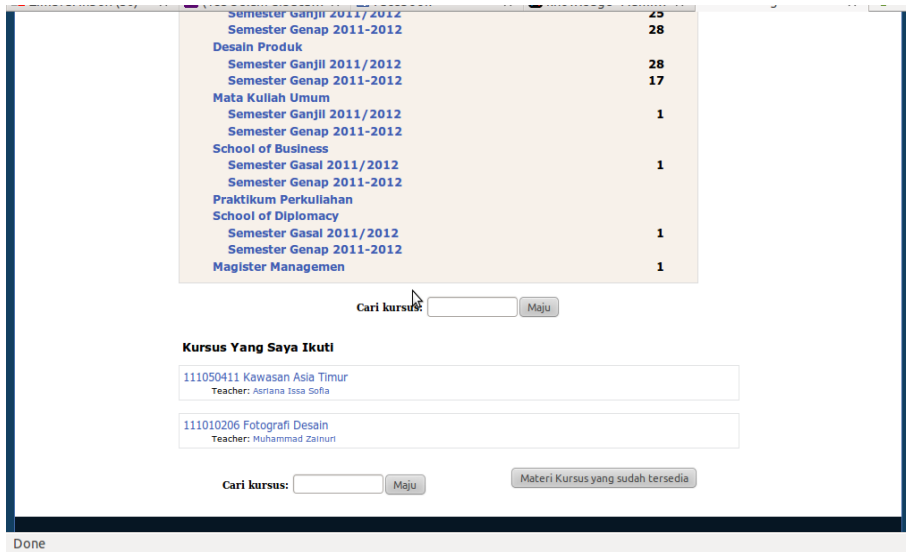 Semester Ganjil 2011/2012 25
Semester Genap 2011-2012 28
Desain Produk
Semester Ganjil 2011/2012 28
Semester Genap 2011-2012 17
Mata Kuliah Umum
Semester Ganjil 2011/2012 1
Semester Genap 2011-2012
School of Business
Semester Gasal 2011/2012 1
Semester Genap 2011-2012
Praktikum Perkuliahan
School of Diplomacy
Semester Gasal 2011/2012 1
Semester Genap 2011-2012
Magister Managemen 1
Cari kursus: Maju
Kursus Yang Saya Ikuti
111050411 Kawasan Asia Timur
Teacher: Asriana Issa Sofia
111010206 Fotografi Desain
Teacher: Muhammad Zainuri
Cari kursus: Maju Materi Kursus yang sudah tersedia
Done